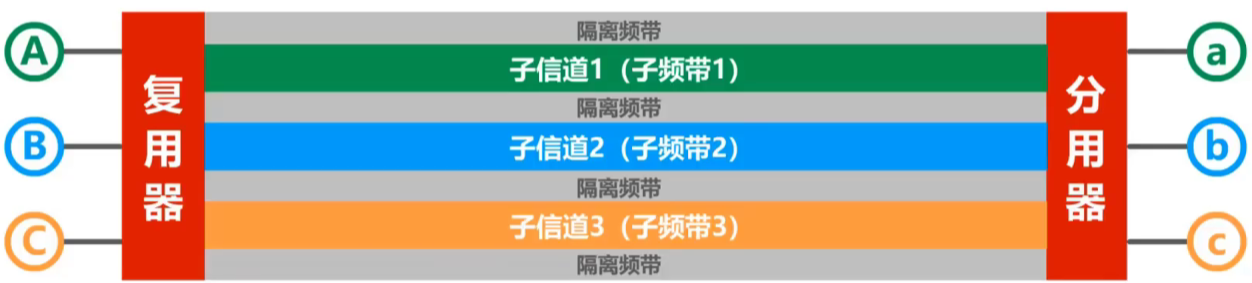 隔离频带
A
子信道1（子频带1）
a
隔离频带
复用器
分用器
B
子信道2（子频带2）
b
隔离频带
C
子信道3（子频带3）
c
隔离频带